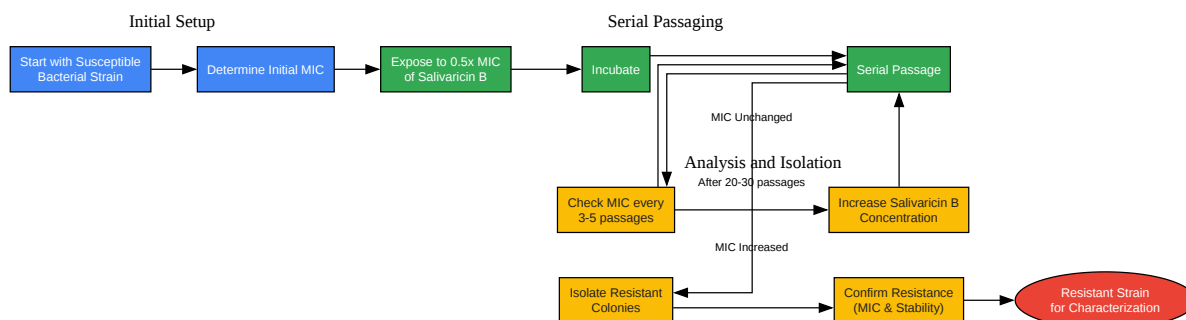 Initial Setup
Serial Passaging
Start with Susceptible
Bacterial Strain
Determine Initial MIC
Expose to 0.5x MIC
of Salivaricin B
Incubate
Serial Passage
MIC Unchanged
Analysis and Isolation
After 20-30 passages
Check MIC every
3-5 passages
Increase Salivaricin B
Concentration
MIC Increased
Isolate Resistant
Colonies
Confirm Resistance
(MIC & Stability)
Resistant Strain
for Characterization